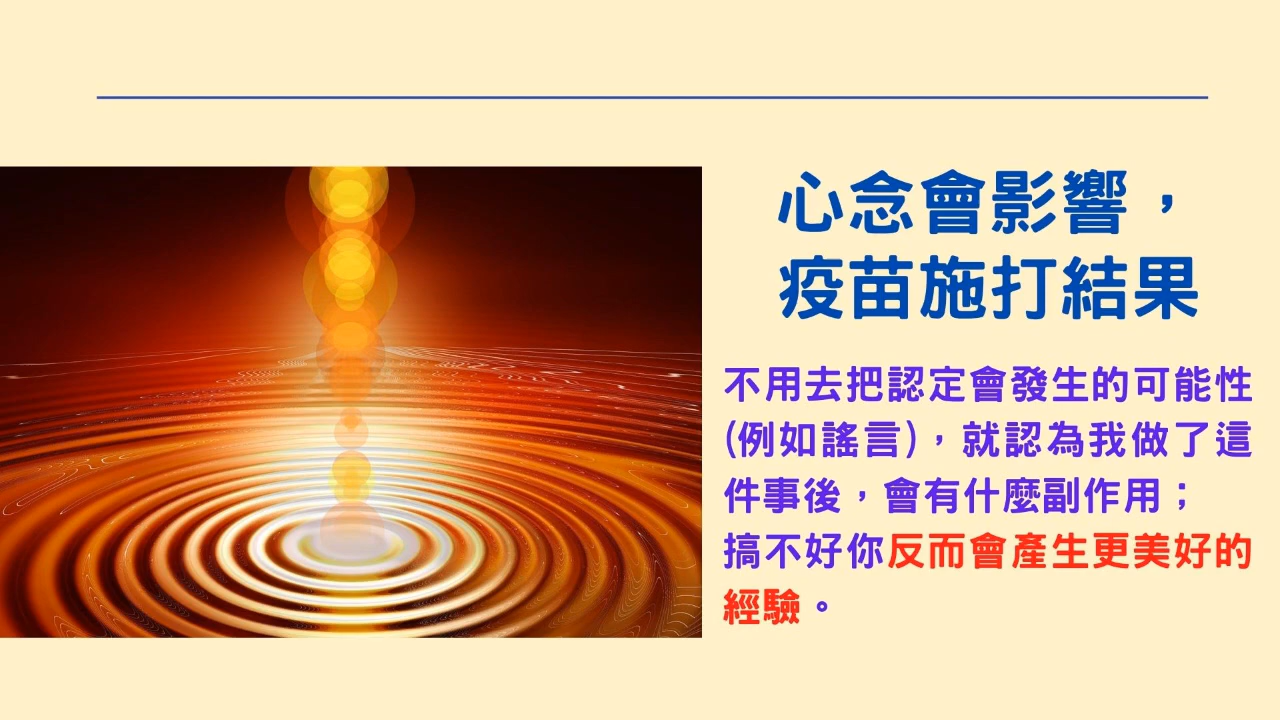 心念會影響，
疫苗施打結果
不用去把認定會發生的可能性
(例如謠言)，就認為我做了這
件事後，會有什麼副作用；
搞不好你反而會產生更美好的
經驗。